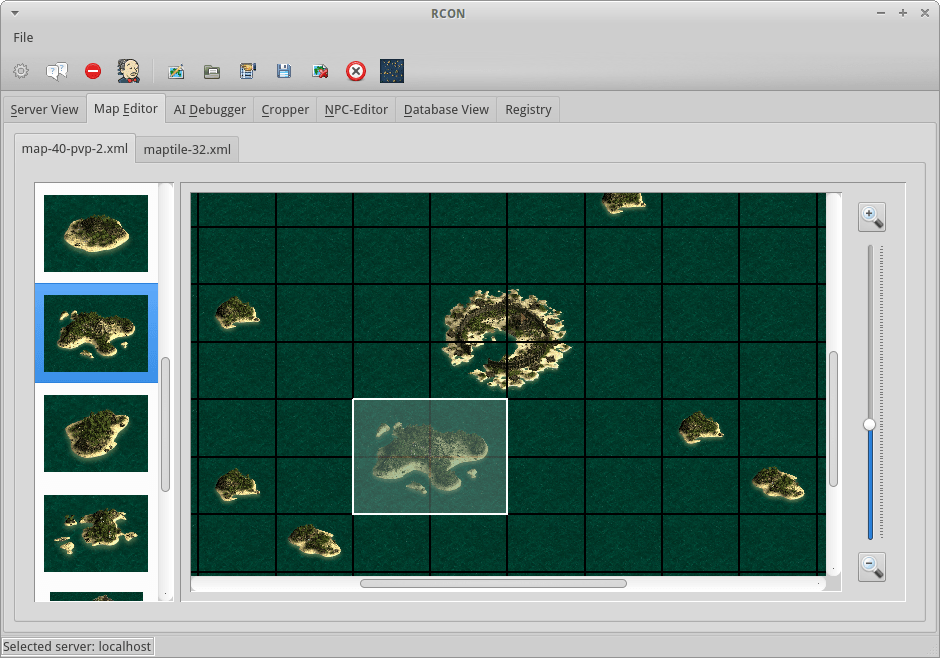 RCON
File
Server View Map Editor AI Debugger Cropper NPC-Editor Database View Registry
map-40-pvp-2.xml maptile-32.xml
Selected server: localhost